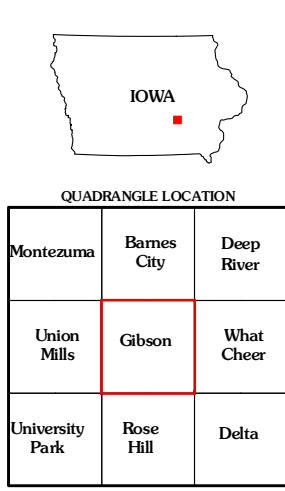 IOWA
QUADRANGLE LOCATION
Montezuma
Barnes
City
Deep
River
Union
Mills
Gibson
What
Cheer
University
Park
Rose
Hill
Delta